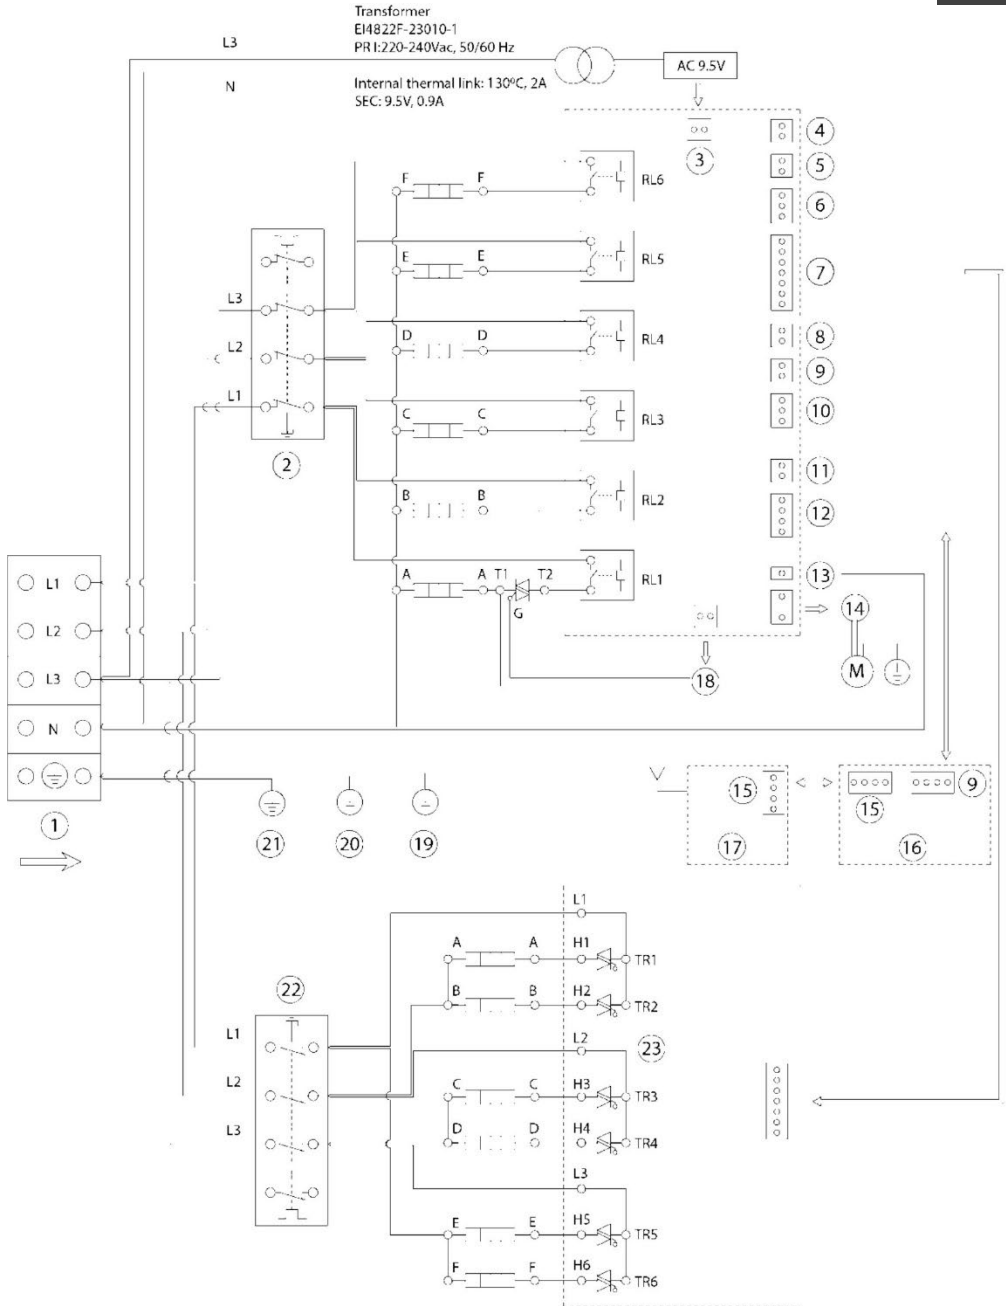 Transformer
EI4822F-23010-1
PRI:220-240Vac, 50/60 Hz
L3
AC 9.5V
N
Internal thermal link: 130ºC, 2A
SEC: 9.5V, 0.9A
3
4
5
6
7
8
9
10
11
12
13
14
M
18
F F RL6
E E RL5
D D RL4
C C RL3
B B RL2
A A T1 T2 RL1
G
L3
L2
L1
2
L1
L2
L3
N
1
21
20
19
15
17
15
9
16
22
L1
L2
L3
L1
A A H1 TR1
B B H2 TR2
L2
23
C C H3 TR3
D D H4 TR4
L3
E E H5 TR5
F F H6 TR6